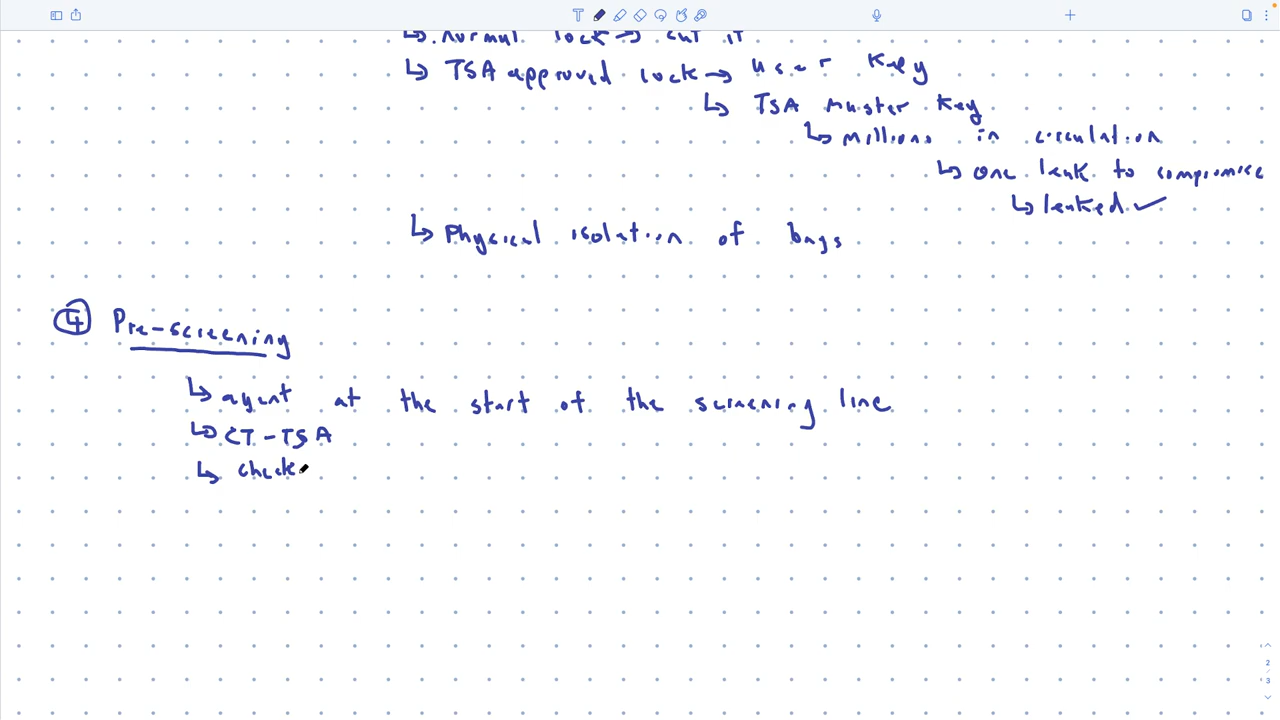 ↳ normal lock → cut it
↳ TSA approved lock → user key
↳ TSA Master key
↳ millions in circulation
↳ one leak to compromise
↳ leaked ✓
↳ Physical isolation of bags
④ Pre-screening
↳ agent at the start of the screening line
↳ CT-TSA
↳ check
2
3